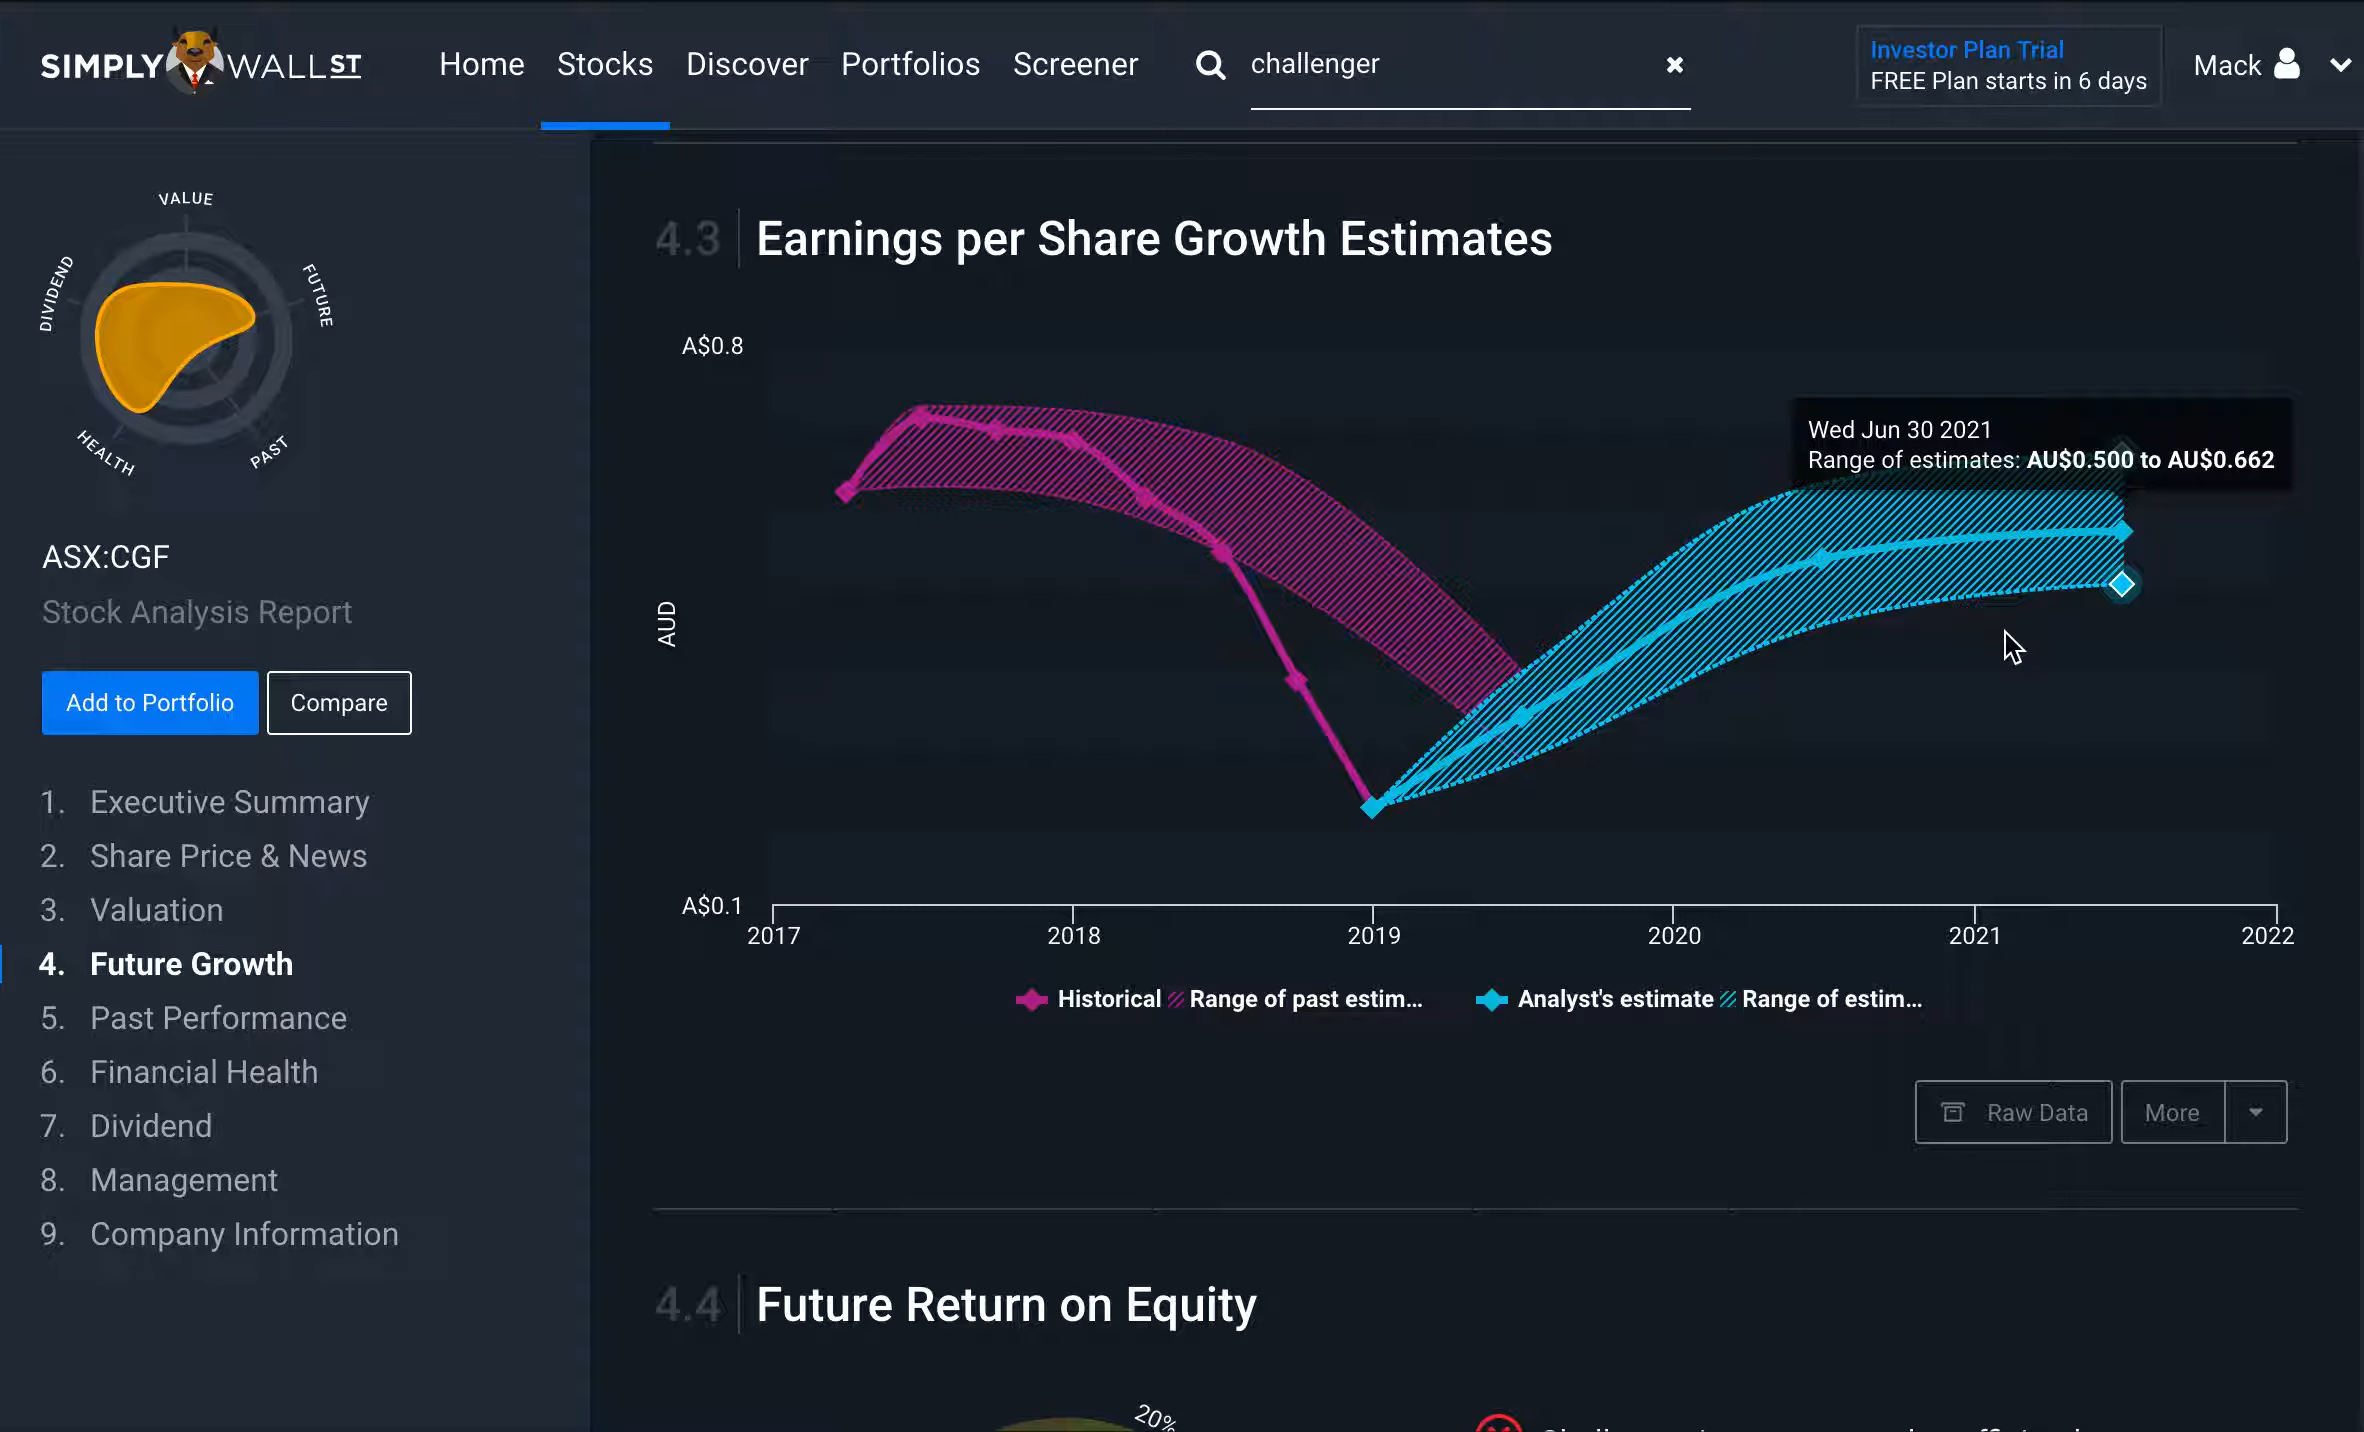 SIMPLY WALL ST
Home Stocks Discover Portfolios Screener
challenger
Investor Plan Trial
FREE Plan starts in 6 days
Mack
VALUE
FUTURE
PAST
HEALTH
DIVIDEND
ASX:CGF
Stock Analysis Report
Add to Portfolio
Compare
1. Executive Summary
2. Share Price & News
3. Valuation
4. Future Growth
5. Past Performance
6. Financial Health
7. Dividend
8. Management
9. Company Information
4.3 Earnings per Share Growth Estimates
A$0.8
Wed Jun 30 2021
Range of estimates: AU$0.500 to AU$0.662
AUD
A$0.1
2017 2018 2019 2020 2021 2022
Historical Range of past estim... Analyst's estimate Range of estim...
Raw Data
More
4.4 Future Return on Equity
20%